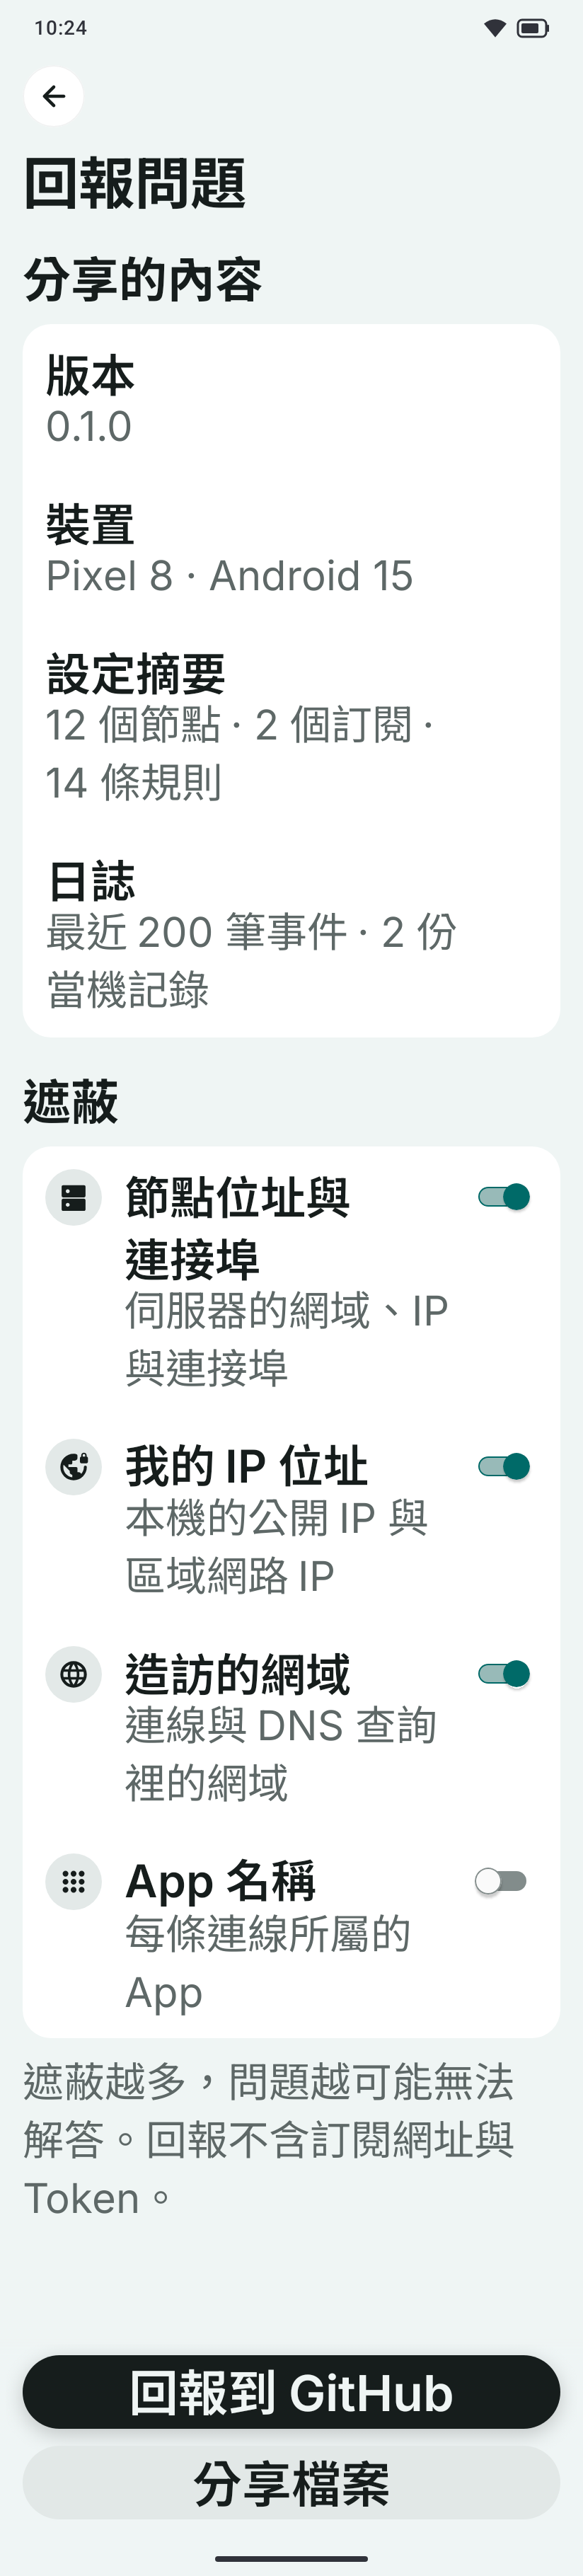 10:24
回報問題
分享的內容
版本
0.1.0
裝置
Pixel 8 · Android 15
設定摘要
12 個節點 · 2 個訂閱 ·
14 條規則
日誌
最近 200 筆事件 · 2 份
當機記錄
遮蔽
節點位址與
連接埠
伺服器的網域、IP
與連接埠
我的 IP 位址
本機的公開 IP 與
區域網路 IP
造訪的網域
連線與 DNS 查詢
裡的網域
App 名稱
每條連線所屬的
App
遮蔽越多，問題越可能無法
解答。回報不含訂閱網址與
Token。
回報到 GitHub
分享檔案